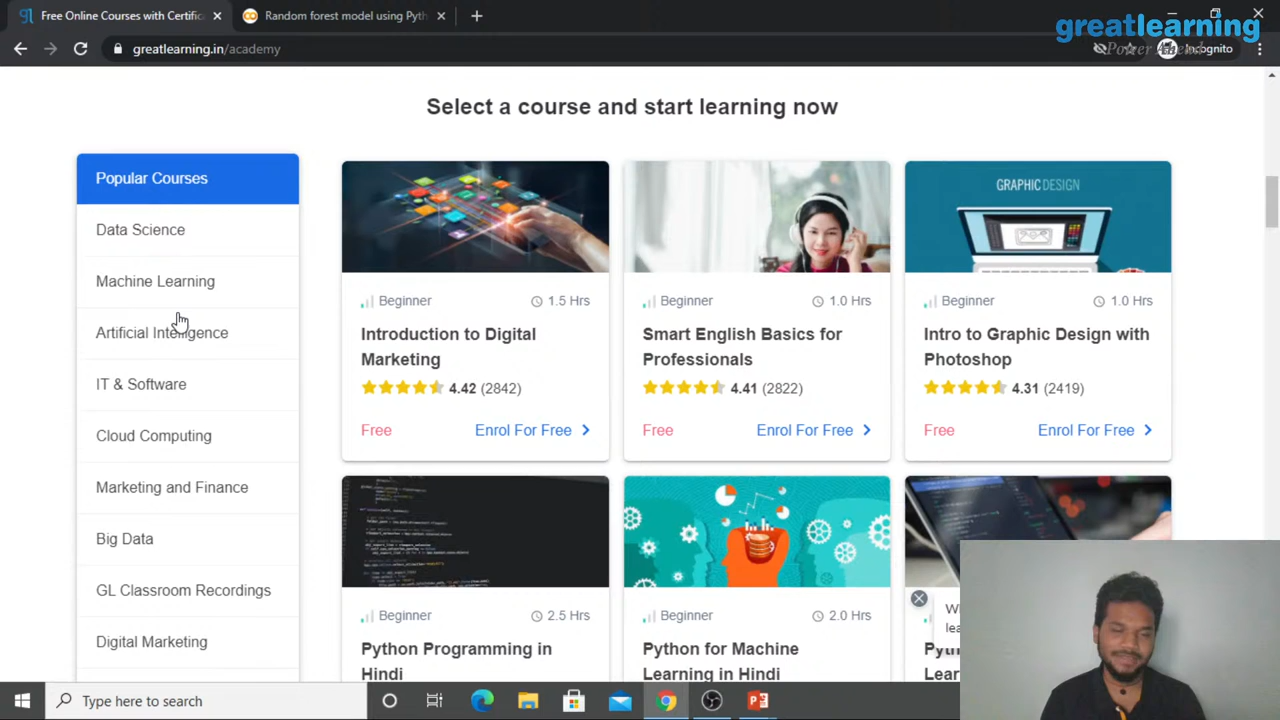 Free Online Courses with Certific
Random forest model using Pyth
greatlearning
Power Ahead
greatlearning.in/academy
Incognito
Select a course and start learning now
Popular Courses
Data Science
Machine Learning
Artificial Intelligence
IT & Software
Cloud Computing
Marketing and Finance
Big Data
GL Classroom Recordings
Digital Marketing
GRAPHIC DESIGN
Beginner 1.5 Hrs
Introduction to Digital
Marketing
4.42 (2842)
Free Enrol For Free
Beginner 1.0 Hrs
Smart English Basics for
Professionals
4.41 (2822)
Free Enrol For Free
Beginner 1.0 Hrs
Intro to Graphic Design with
Photoshop
4.31 (2419)
Free Enrol For Free
Beginner 2.5 Hrs
Python Programming in
Hindi
Beginner 2.0 Hrs
Python for Machine
Learning in Hindi
Type here to search